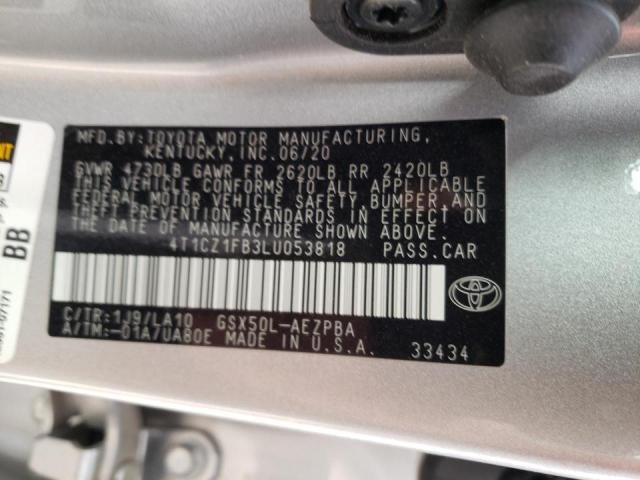 MFD.BY:TOYOTA MOTOR MANUFACTURING,
KENTUCKY, INC.06/20
GVWR 4730LB GAWR FR 2620LB RR 2420LB
THIS VEHICLE CONFORMS TO ALL APPLICABLE
FEDERAL MOTOR VEHICLE SAFETY, BUMPER, AND
THEFT PREVENTION STANDARDS IN EFFECT ON
THE DATE OF MANUFACTURE SHOWN ABOVE.
4T1CZ1FB3LU053818 PASS.CAR
C/TR:1J9/LA10 GSX50L-AEZPBA
A/TM:-01A/UA80E MADE IN U.S.A.
33434
BB